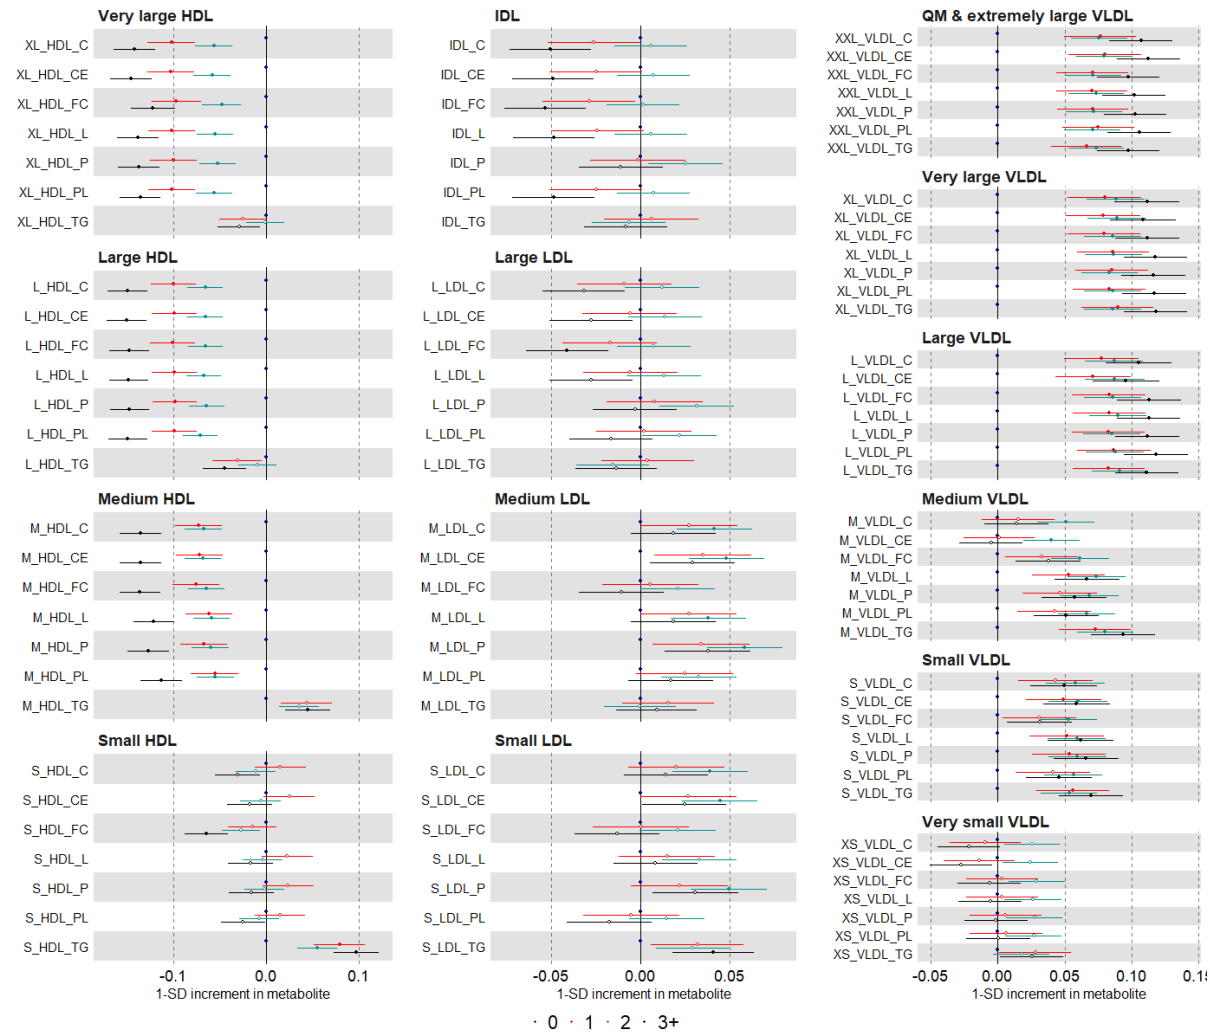 Very large HDL
XL_HDL_C
XL_HDL_CE
XL_HDL_FC
XL_HDL_L
XL_HDL_P
XL_HDL_PL
XL_HDL_TG
Large HDL
L_HDL_C
L_HDL_CE
L_HDL_FC
L_HDL_L
L_HDL_P
L_HDL_PL
L_HDL_TG
Medium HDL
M_HDL_C
M_HDL_CE
M_HDL_FC
M_HDL_L
M_HDL_P
M_HDL_PL
M_HDL_TG
Small HDL
S_HDL_C
S_HDL_CE
S_HDL_FC
S_HDL_L
S_HDL_P
S_HDL_PL
S_HDL_TG
-0.1 0.0 0.1
1-SD increment in metabolite
IDL
IDL_C
IDL_CE
IDL_FC
IDL_L
IDL_P
IDL_PL
IDL_TG
Large LDL
L_LDL_C
L_LDL_CE
L_LDL_FC
L_LDL_L
L_LDL_P
L_LDL_PL
L_LDL_TG
Medium LDL
M_LDL_C
M_LDL_CE
M_LDL_FC
M_LDL_L
M_LDL_P
M_LDL_PL
M_LDL_TG
Small LDL
S_LDL_C
S_LDL_CE
S_LDL_FC
S_LDL_L
S_LDL_P
S_LDL_PL
S_LDL_TG
-0.05 0.00 0.05
1-SD increment in metabolite
QM & extremely large VLDL
XXL_VLDL_C
XXL_VLDL_CE
XXL_VLDL_FC
XXL_VLDL_L
XXL_VLDL_P
XXL_VLDL_PL
XXL_VLDL_TG
Very large VLDL
XL_VLDL_C
XL_VLDL_CE
XL_VLDL_FC
XL_VLDL_L
XL_VLDL_P
XL_VLDL_PL
XL_VLDL_TG
Large VLDL
L_VLDL_C
L_VLDL_CE
L_VLDL_FC
L_VLDL_L
L_VLDL_P
L_VLDL_PL
L_VLDL_TG
Medium VLDL
M_VLDL_C
M_VLDL_CE
M_VLDL_FC
M_VLDL_L
M_VLDL_P
M_VLDL_PL
M_VLDL_TG
Small VLDL
S_VLDL_C
S_VLDL_CE
S_VLDL_FC
S_VLDL_L
S_VLDL_P
S_VLDL_PL
S_VLDL_TG
Very small VLDL
XS_VLDL_C
XS_VLDL_CE
XS_VLDL_FC
XS_VLDL_L
XS_VLDL_P
XS_VLDL_PL
XS_VLDL_TG
-0.05 0.00 0.05 0.10 0.15
1-SD increment in metabolite
0 1 2 3+